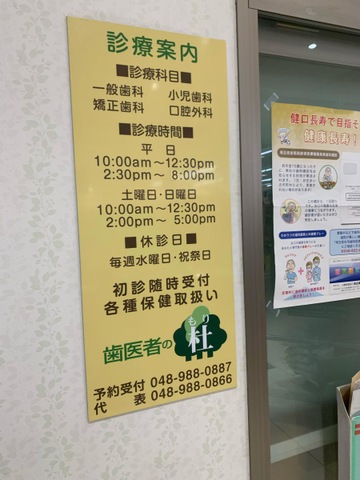 診療案内
■診療科目■
一般歯科 小児歯科
矯正歯科 口腔外科
■診療時間■
平 日
10:00am～12:30pm
2:30pm～ 8:00pm
土曜日・日曜日
10:00am～12:30pm
2:00pm～ 5:00pm
■休診日■
毎週水曜日・祝祭日
初診随時受付
各種保健取扱い
歯医者の杜
もり
予約受付 048-988-0887
代 表 048-988-0866
健口長寿で目指そ
健康長寿!